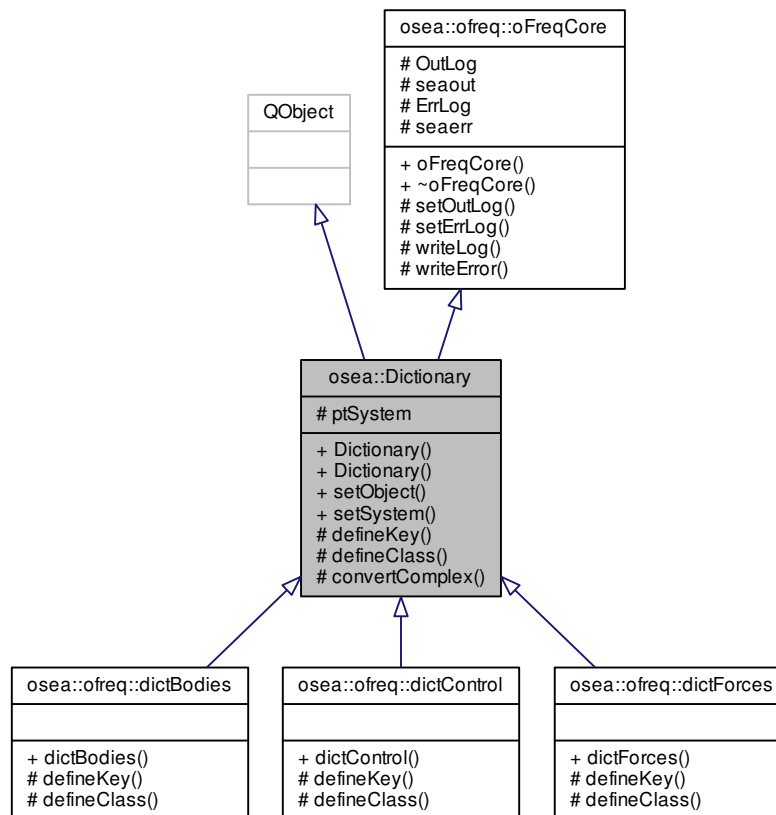 osea::ofreq::oFreqCore
# OutLog
# seaout
# ErrLog
# seaerr
+ oFreqCore()
+ ~oFreqCore()
# setOutLog()
# setErrLog()
# writeLog()
# writeError()
QObject
osea::Dictionary
# ptSystem
+ Dictionary()
+ Dictionary()
+ setObject()
+ setSystem()
# defineKey()
# defineClass()
# convertComplex()
osea::ofreq::dictBodies
+ dictBodies()
# defineKey()
# defineClass()
osea::ofreq::dictControl
+ dictControl()
# defineKey()
# defineClass()
osea::ofreq::dictForces
+ dictForces()
# defineKey()
# defineClass()